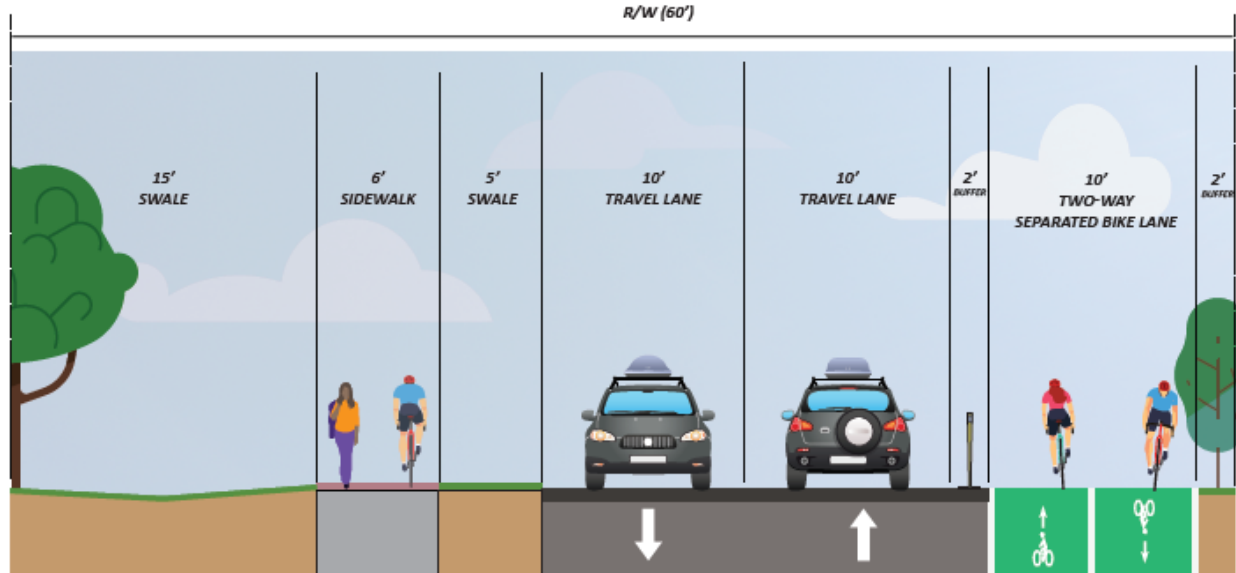 R/W (60')
15'
SWALE
6'
SIDEWALK
5'
SWALE
10'
TRAVEL LANE
10'
TRAVEL LANE
2'
BUFFER
10'
TWO-WAY
SEPARATED BIKE LANE
2'
BUFFER